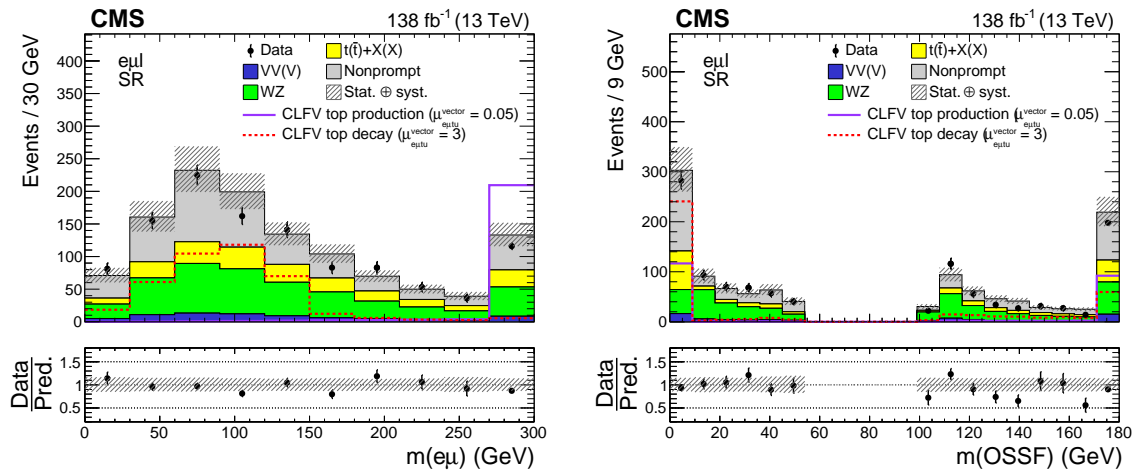 CMS 138 fb⁻¹ (13 TeV)
eμl
SR
Data
t(t̄)+X(X)
VV(V)
Nonprompt
WZ
Stat. ⊕ syst.
CLFV top production (μ^vector_eμtu = 0.05)
CLFV top decay (μ^vector_eμtu = 3)
Events / 30 GeV
400
350
300
250
200
150
100
50
0
Data
Pred.
1.5
1
0.5
0 50 100 150 200 250 300
m(eμ) (GeV)
CMS 138 fb⁻¹ (13 TeV)
eμl
SR
Data
t(t̄)+X(X)
VV(V)
Nonprompt
WZ
Stat. ⊕ syst.
CLFV top production (μ^vector_eμtu = 0.05)
CLFV top decay (μ^vector_eμtu = 3)
Events / 9 GeV
500
400
300
200
100
0
Data
Pred.
1.5
1
0.5
0 20 40 60 80 100 120 140 160 180
m(OSSF) (GeV)